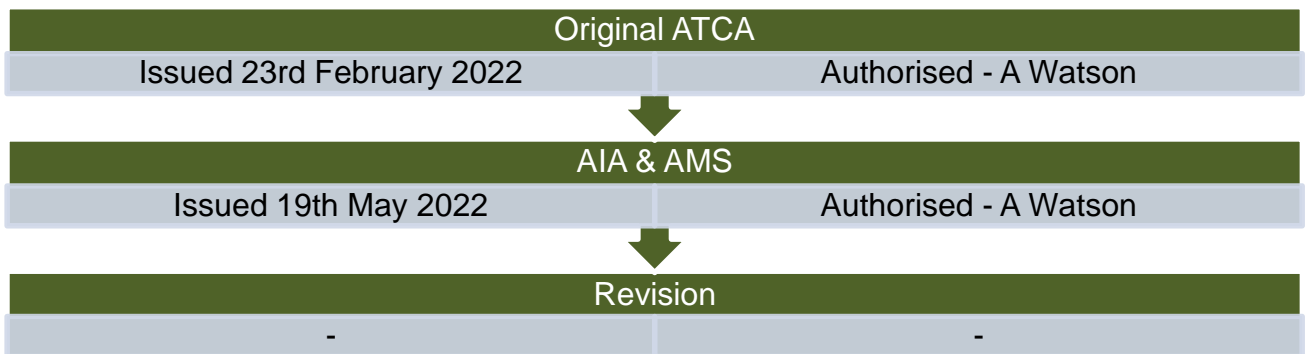 Original ATCA
Issued 23rd February 2022 Authorised - A Watson
AIA & AMS
Issued 19th May 2022 Authorised - A Watson
Revision
- -